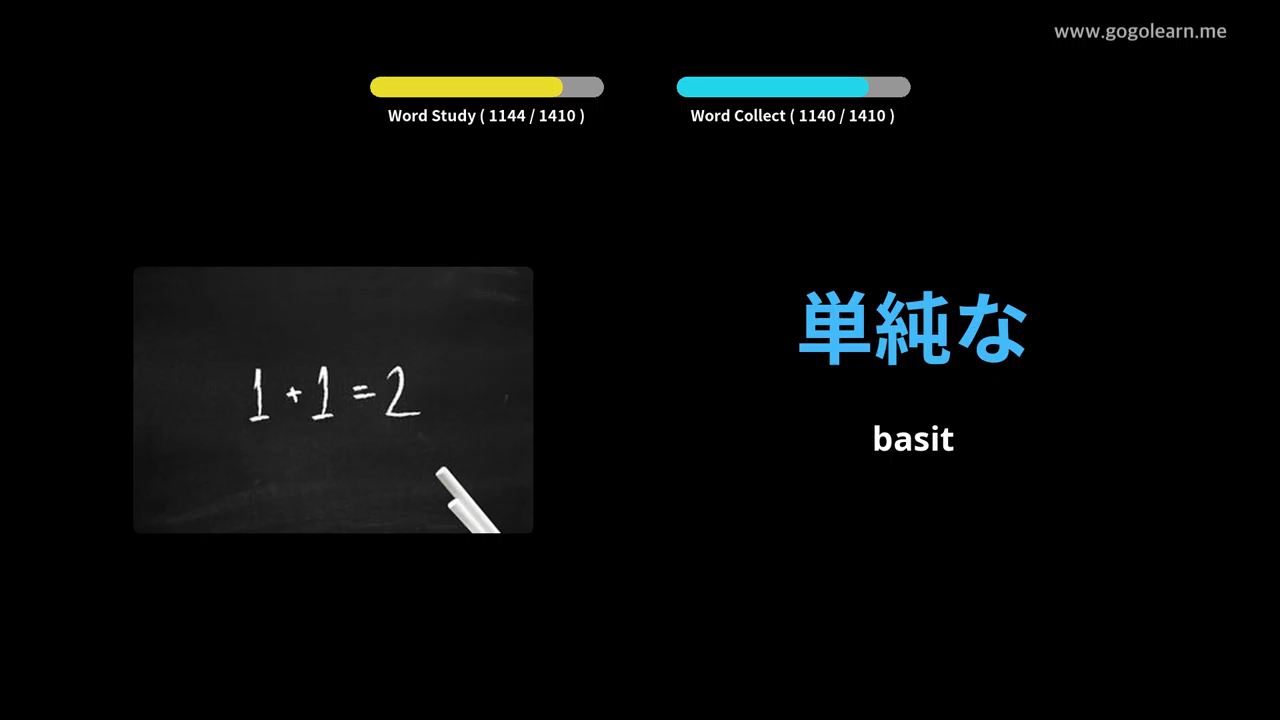 www.gogolearn.me
Word Study ( 1144 / 1410 )
Word Collect ( 1140 / 1410 )
1 + 1 = 2
単純な
basit